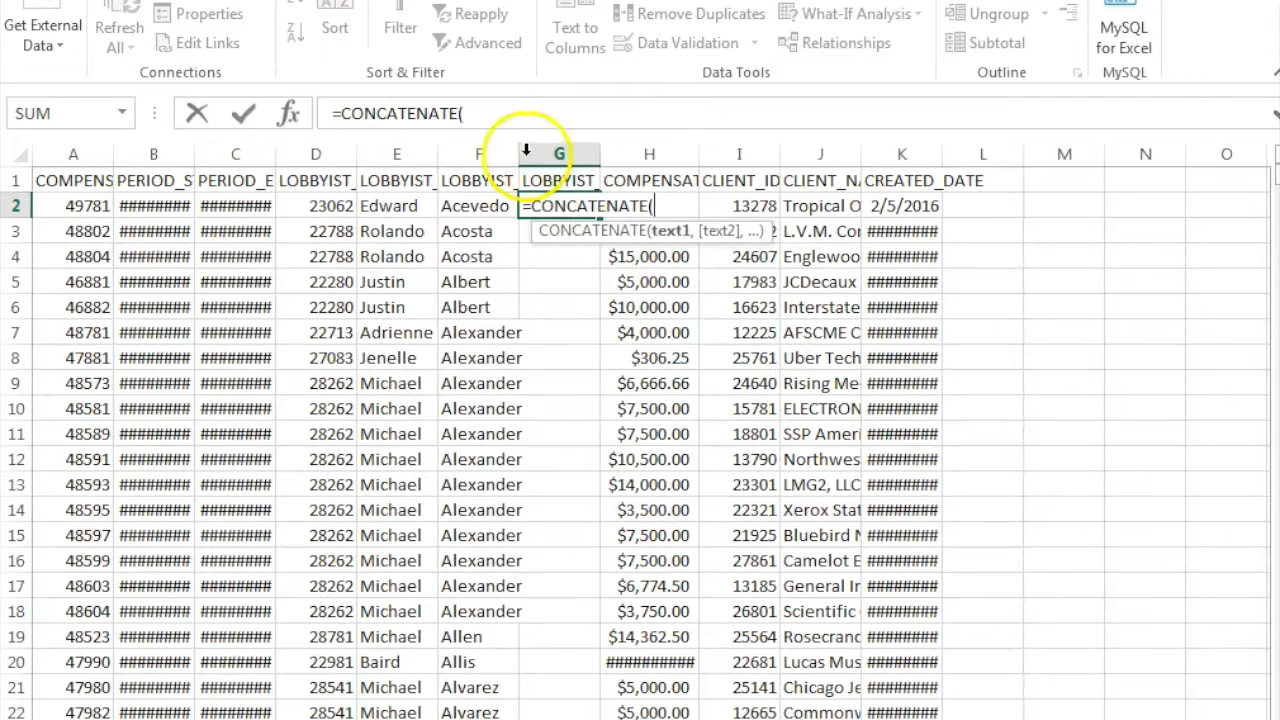 Get External Data
Refresh All
Properties
Edit Links
Connections
Sort
Filter
Reapply
Advanced
Sort & Filter
Text to Columns
Remove Duplicates
Data Validation
What-If Analysis
Relationships
Data Tools
Ungroup
Subtotal
Outline
MySQL for Excel
MySQL
SUM fx =CONCATENATE(
A B C D E F G H I J K L M N O
1 COMPENS PERIOD_S PERIOD_E LOBBYIST_ LOBBYIST_ LOBBYIST_ LOBBYIST_ COMPENSAT CLIENT_ID CLIENT_NA CREATED_DATE
2 49781 ######## ######## 23062 Edward Acevedo =CONCATENATE( 13278 Tropical O 2/5/2016
CONCATENATE(text1, [text2], ...)
3 48802 ######## ######## 22788 Rolando Acosta 2 L.V.M. Cor ########
4 48804 ######## ######## 22788 Rolando Acosta $15,000.00 24607 Englewoo ########
5 46881 ######## ######## 22280 Justin Albert $5,000.00 17983 JCDecaux ########
6 46882 ######## ######## 22280 Justin Albert $10,000.00 16623 Interstate ########
7 48781 ######## ######## 22713 Adrienne Alexander $4,000.00 12225 AFSCME C ########
8 47881 ######## ######## 27083 Jenelle Alexander $306.25 25761 Uber Tech ########
9 48573 ######## ######## 28262 Michael Alexander $6,666.66 24640 Rising Me ########
10 48581 ######## ######## 28262 Michael Alexander $7,500.00 15781 ELECTRON ########
11 48589 ######## ######## 28262 Michael Alexander $7,500.00 18801 SSP Ameri ########
12 48591 ######## ######## 28262 Michael Alexander $10,500.00 13790 Northwes ########
13 48593 ######## ######## 28262 Michael Alexander $14,000.00 23301 LMG2, LLC ########
14 48595 ######## ######## 28262 Michael Alexander $3,500.00 22321 Xerox Stat ########
15 48597 ######## ######## 28262 Michael Alexander $7,500.00 21925 Bluebird N ########
16 48599 ######## ######## 28262 Michael Alexander $7,500.00 27861 Camelot E ########
17 48603 ######## ######## 28262 Michael Alexander $6,774.50 13185 General In ########
18 48604 ######## ######## 28262 Michael Alexander $3,750.00 26801 Scientific ########
19 48523 ######## ######## 28781 Michael Allen $14,362.50 25564 Rosecranc ########
20 47990 ######## ######## 22981 Baird Allis ########## 22681 Lucas Mus ########
21 47980 ######## ######## 28541 Michael Alvarez $5,000.00 25141 Chicago Je ########
22 47982 ######## ######## 28541 Michael Alvarez $5,000.00 12665 Commonw ########